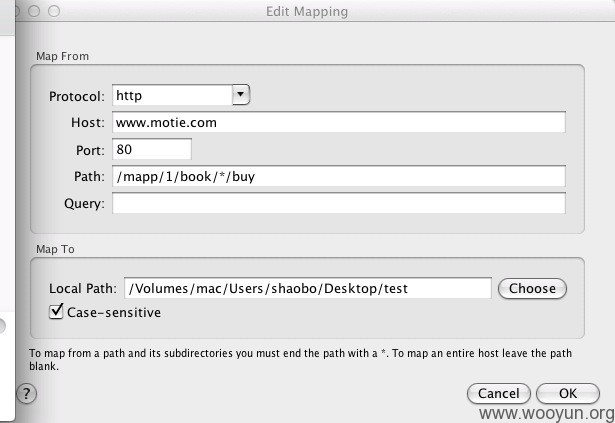 Edit Mapping
Map From
Protocol: http
Host: www.motie.com
Port: 80
Path: /mapp/1/book/*/buy
Query:
Map To
Local Path: /Volumes/mac/Users/shaobo/Desktop/test Choose
Case-sensitive
To map from a path and its subdirectories you must end the path with a *. To map an entire host leave the path
blank.
? Cancel OK
www.wooyun.org